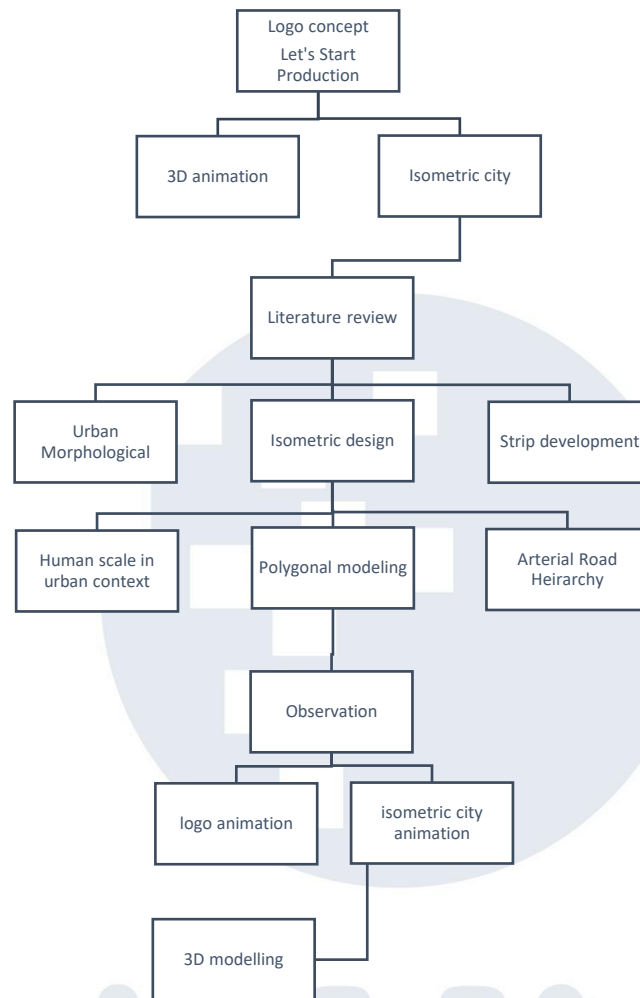 Logo concept
Let's Start
Production
3D animation
Isometric city
Literature review
Urban
Morphological
Isometric design
Strip development
Human scale in
urban context
Polygonal modeling
Arterial Road
Heirarchy
Observation
logo animation
isometric city
animation
3D modelling